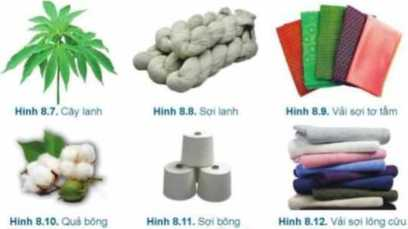 Hình 8.7. Cây lanh
Hình 8.8. Sợi lanh
Hình 8.9. Vải sợi tơ tằm
Hình 8.10. Quả bông
Hình 8.11. Sợi bông
Hình 8.12. Vải sợi lông cừu